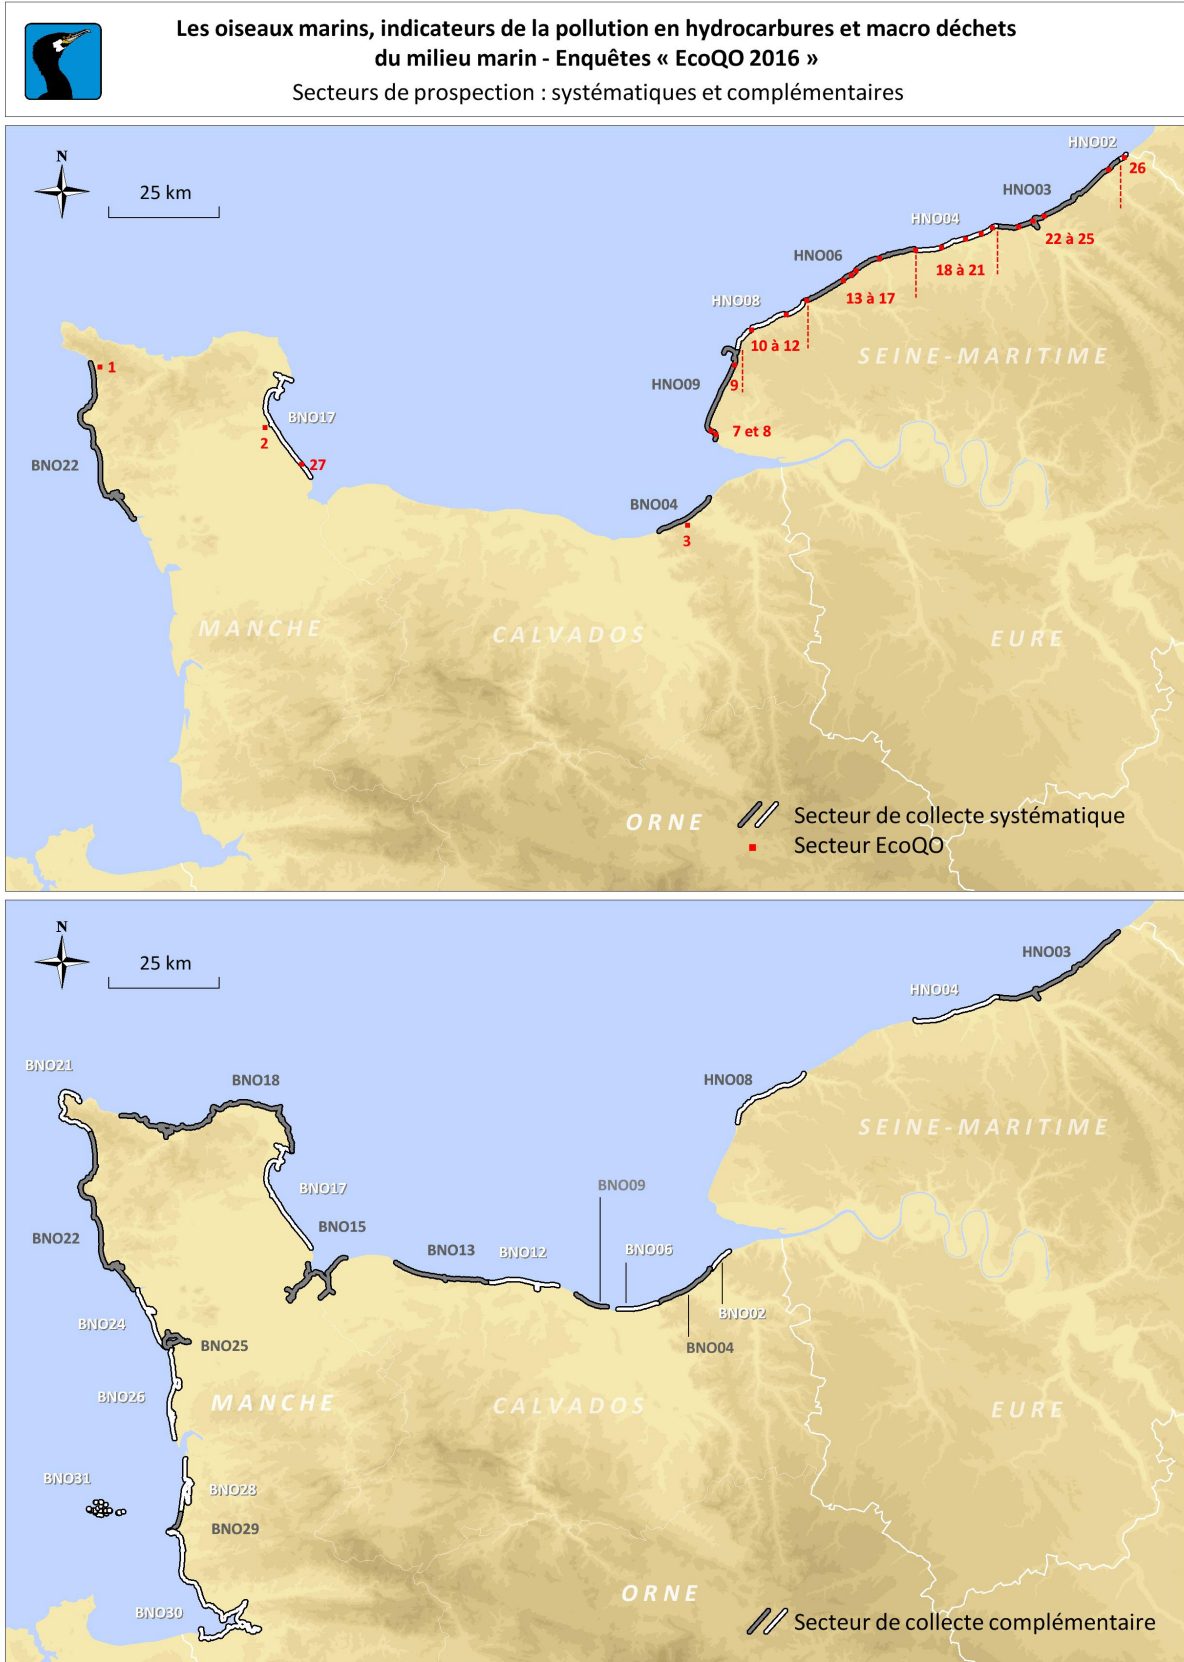 Les oiseaux marins, indicateurs de la pollution en hydrocarbures et macro déchets
du milieu marin - Enquêtes « EcoQO 2016 »
Secteurs de prospection : systématiques et complémentaires
N
25 km
HNO02
26
HNO03
HNO04
22 à 25
HNO06
18 à 21
13 à 17
HNO08
10 à 12
SEINE-MARITIME
1
HNO09
9
BNO17
2
7 et 8
BNO22
27
BNO04
3
MANCHE
CALVADOS
EURE
ORNE
Secteur de collecte systématique
Secteur EcoQO
N
25 km
HNO03
HNO04
BNO21
BNO18
HNO08
SEINE-MARITIME
BNO17
BNO09
BNO15
BNO22
BNO13
BNO12
BNO06
BNO02
BNO24
BNO25
BNO04
BNO26
MANCHE
CALVADOS
EURE
BNO31
BNO28
BNO29
ORNE
BNO30
Secteur de collecte complémentaire